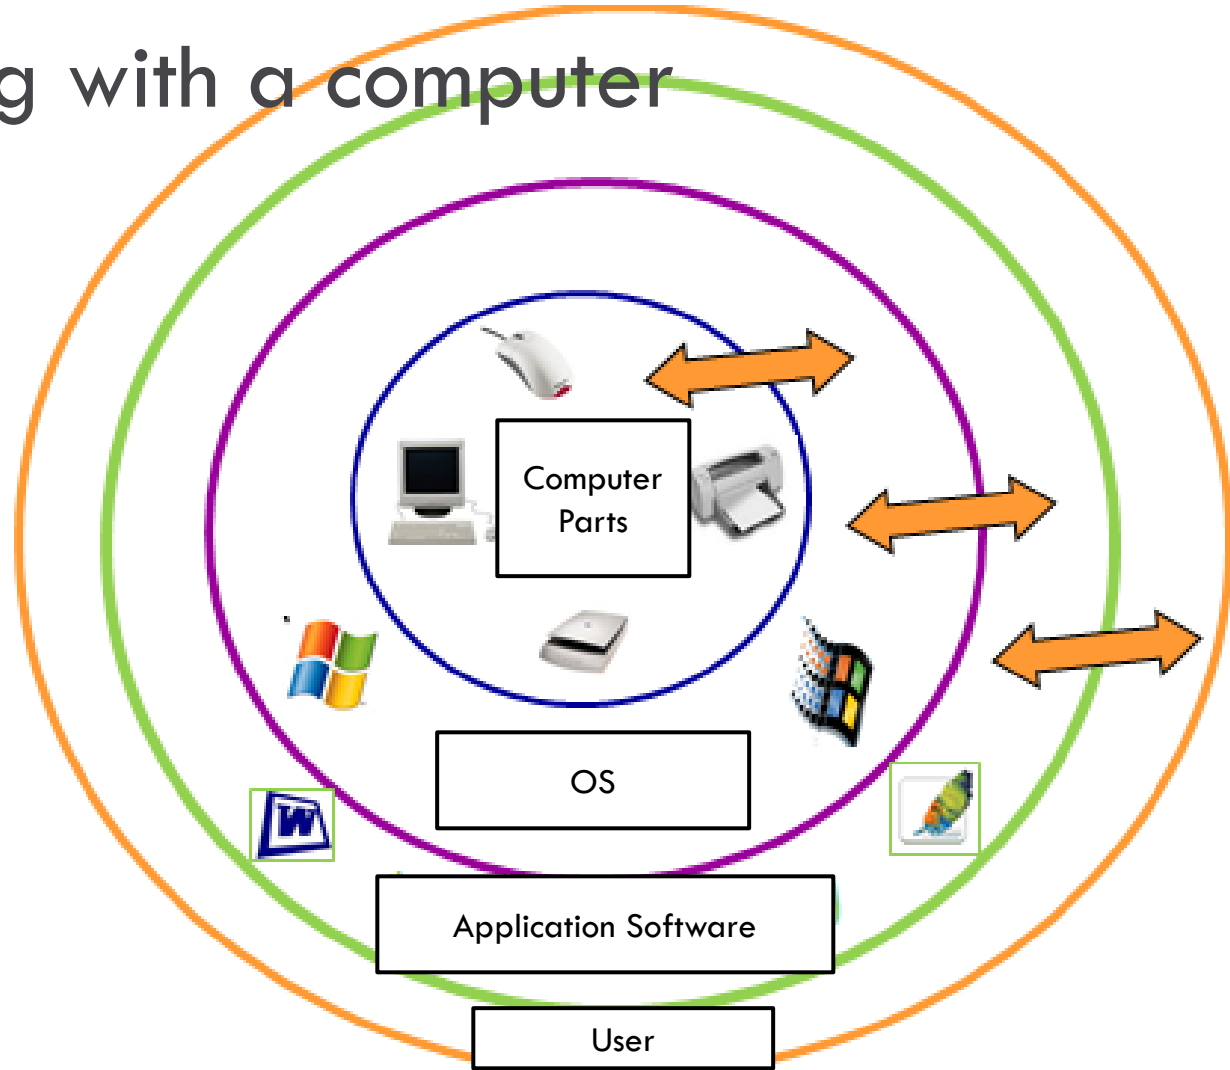 g with a computer
Computer
Parts
OS
W
Application Software
User